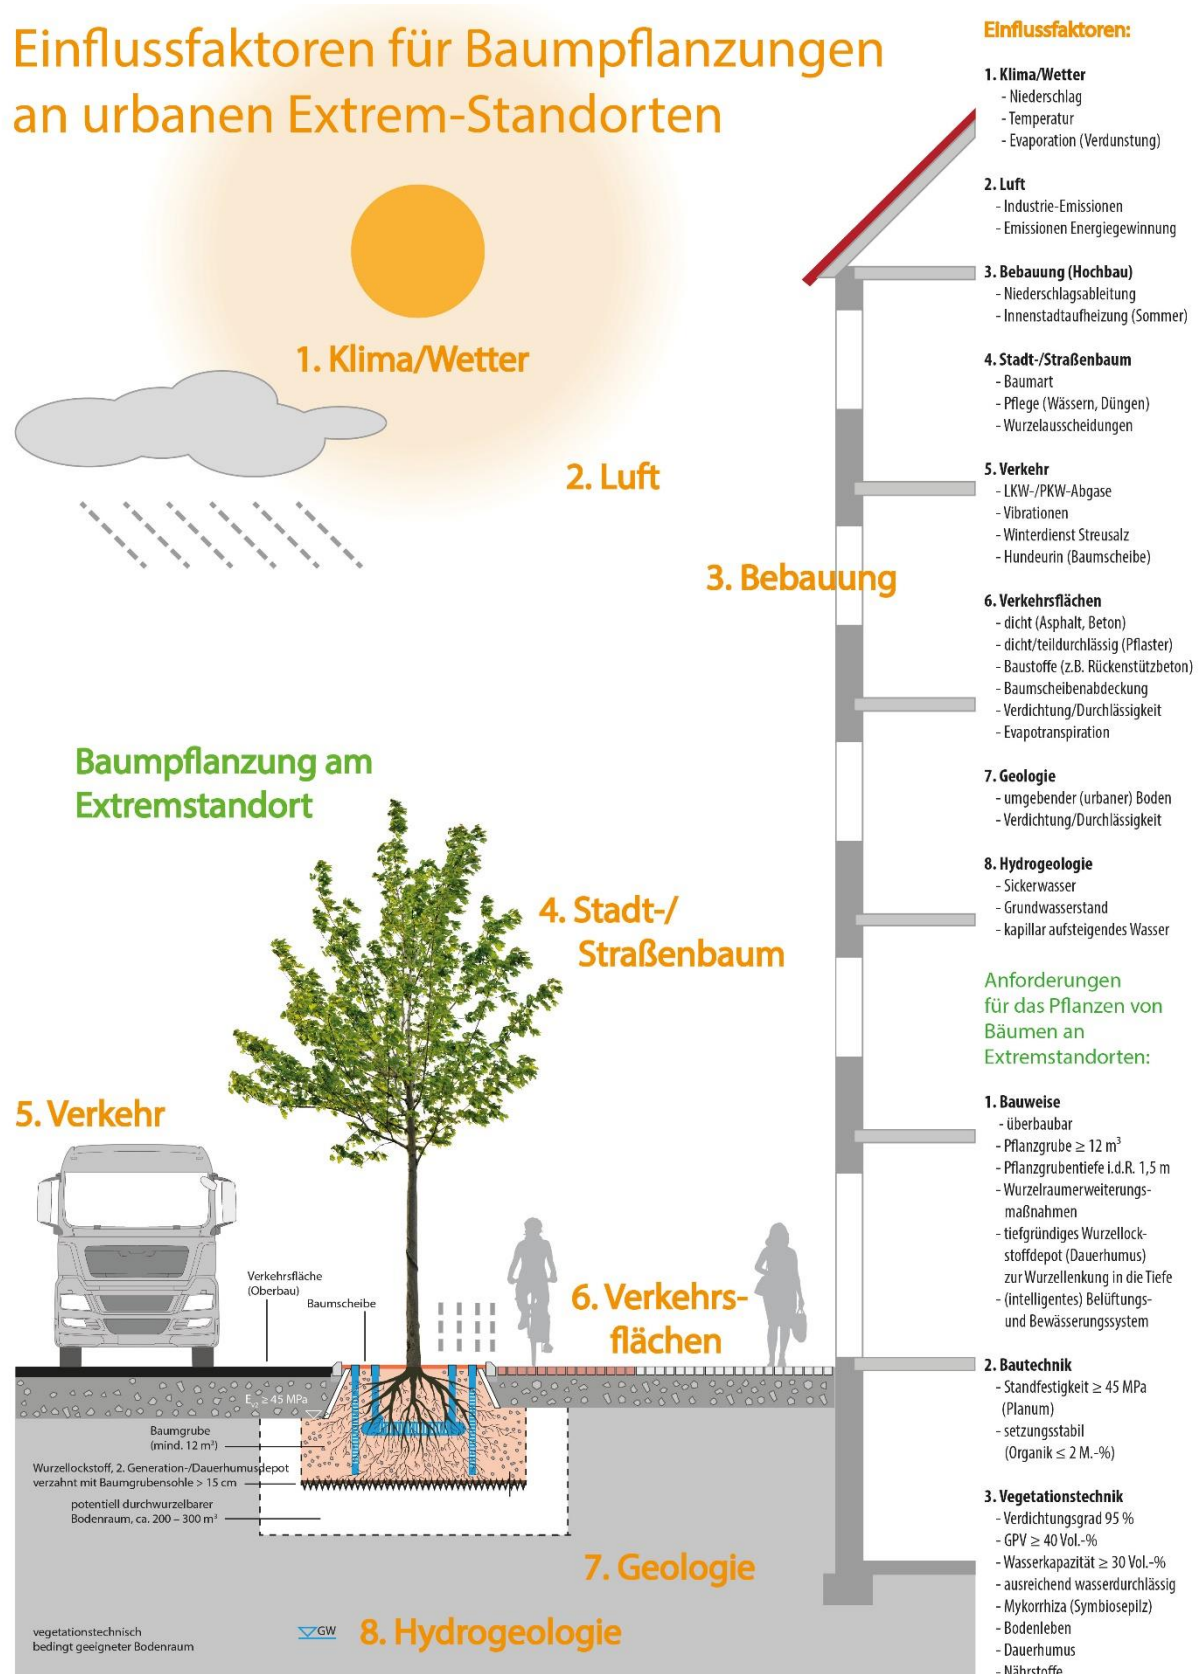 Einflussfaktoren für Baumpflanzungen
an urbanen Extrem-Standorten
1. Klima/Wetter
2. Luft
3. Bebauung
Baumpflanzung am
Extremstandort
4. Stadt-/
Straßenbaum
5. Verkehr
Verkehrsfläche
(Oberbau)
Baumscheibe
6. Verkehrs-
flächen
Ev2 ≥ 45 MPa
Baumgrube
(mind. 12 m³)
Wurzellockstoff, 2. Generation-/Dauerhumusdepot
verzahnt mit Baumgrubensohle > 15 cm
potentiell durchwurzelbarer
Bodenraum, ca. 200 – 300 m³
7. Geologie
vegetationstechnisch
bedingt geeigneter Bodenraum
GW
8. Hydrogeologie
Einflussfaktoren:
1. Klima/Wetter
- Niederschlag
- Temperatur
- Evaporation (Verdunstung)
2. Luft
- Industrie-Emissionen
- Emissionen Energiegewinnung
3. Bebauung (Hochbau)
- Niederschlagsableitung
- Innenstadtaufheizung (Sommer)
4. Stadt-/Straßenbaum
- Baumart
- Pflege (Wässern, Düngen)
- Wurzelausscheidungen
5. Verkehr
- LKW-/PKW-Abgase
- Vibrationen
- Winterdienst Streusalz
- Hundeurin (Baumscheibe)
6. Verkehrsflächen
- dicht (Asphalt, Beton)
- dicht/teildurchlässig (Pflaster)
- Baustoffe (z.B. Rückenstützbeton)
- Baumscheibenabdeckung
- Verdichtung/Durchlässigkeit
- Evapotranspiration
7. Geologie
- umgebender (urbaner) Boden
- Verdichtung/Durchlässigkeit
8. Hydrogeologie
- Sickerwasser
- Grundwasserstand
- kapillar aufsteigendes Wasser
Anforderungen
für das Pflanzen von
Bäumen an
Extremstandorten:
1. Bauweise
- überbaubar
- Pflanzgrube ≥ 12 m³
- Pflanzgrubentiefe i.d.R. 1,5 m
- Wurzelraumerweiterungs-
maßnahmen
- tiefgründiges Wurzellock-
stoffdepot (Dauerhumus)
zur Wurzellenkung in die Tiefe
- (intelligentes) Belüftungs-
und Bewässerungssystem
2. Bautechnik
- Standfestigkeit ≥ 45 MPa
(Planum)
- setzungsstabil
(Organik ≤ 2 M.-%)
3. Vegetationstechnik
- Verdichtungsgrad 95 %
- GPV ≥ 40 Vol.-%
- Wasserkapazität ≥ 30 Vol.-%
- ausreichend wasserdurchlässig
- Mykorrhiza (Symbiosepilz)
- Bodenleben
- Dauerhumus
- Nährstoffe